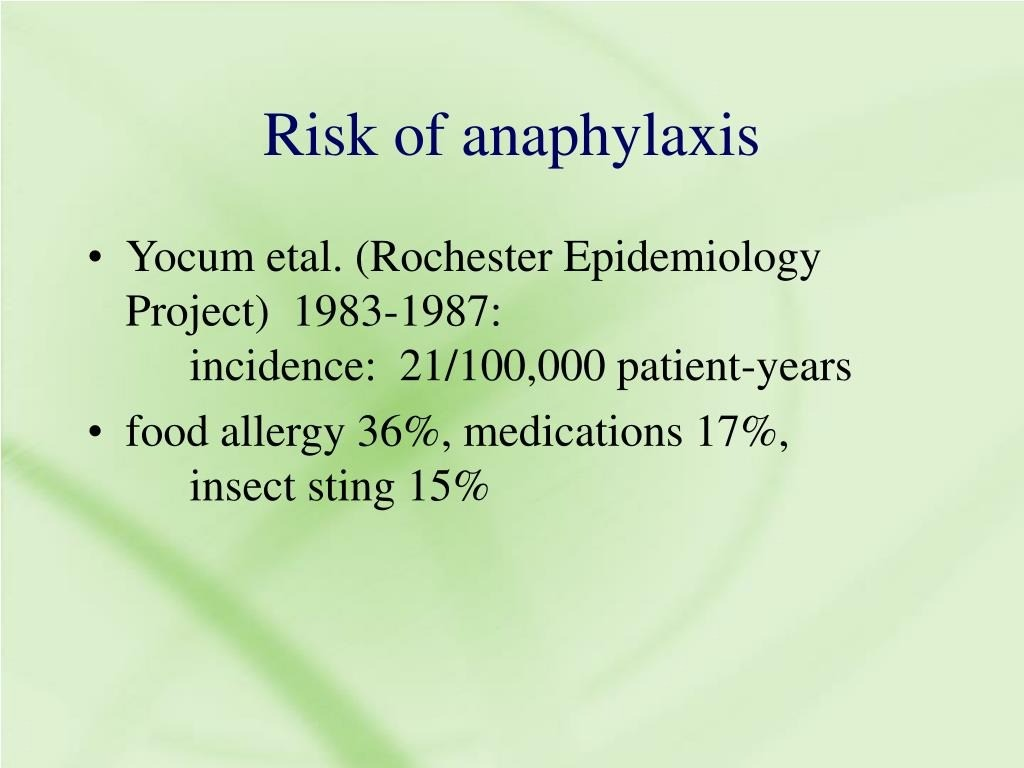 Risk of anaphylaxis
• Yocum etal. (Rochester Epidemiology
Project) 1983-1987:
incidence: 21/100,000 patient-years
• food allergy 36%, medications 17%,
insect sting 15%